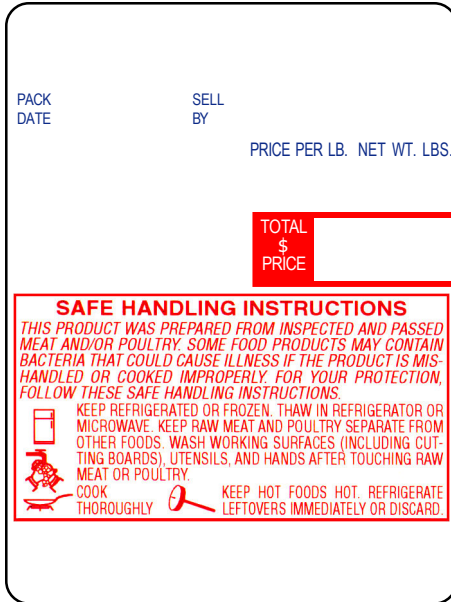 PACK SELL
DATE BY
PRICE PER LB. NET WT. LBS.
TOTAL
$
PRICE
SAFE HANDLING INSTRUCTIONS
THIS PRODUCT WAS PREPARED FROM INSPECTED AND PASSED
MEAT AND/OR POULTRY. SOME FOOD PRODUCTS MAY CONTAIN
BACTERIA THAT COULD CAUSE ILLNESS IF THE PRODUCT IS MIS-
HANDLED OR COOKED IMPROPERLY. FOR YOUR PROTECTION,
FOLLOW THESE SAFE HANDLING INSTRUCTIONS.
KEEP REFRIGERATED OR FROZEN. THAW IN REFRIGERATOR OR
MICROWAVE. KEEP RAW MEAT AND POULTRY SEPARATE FROM
OTHER FOODS. WASH WORKING SURFACES (INCLUDING CUT-
TING BOARDS), UTENSILS, AND HANDS AFTER TOUCHING RAW
MEAT OR POULTRY.
COOK
THOROUGHLY
KEEP HOT FOODS HOT. REFRIGERATE
LEFTOVERS IMMEDIATELY OR DISCARD.